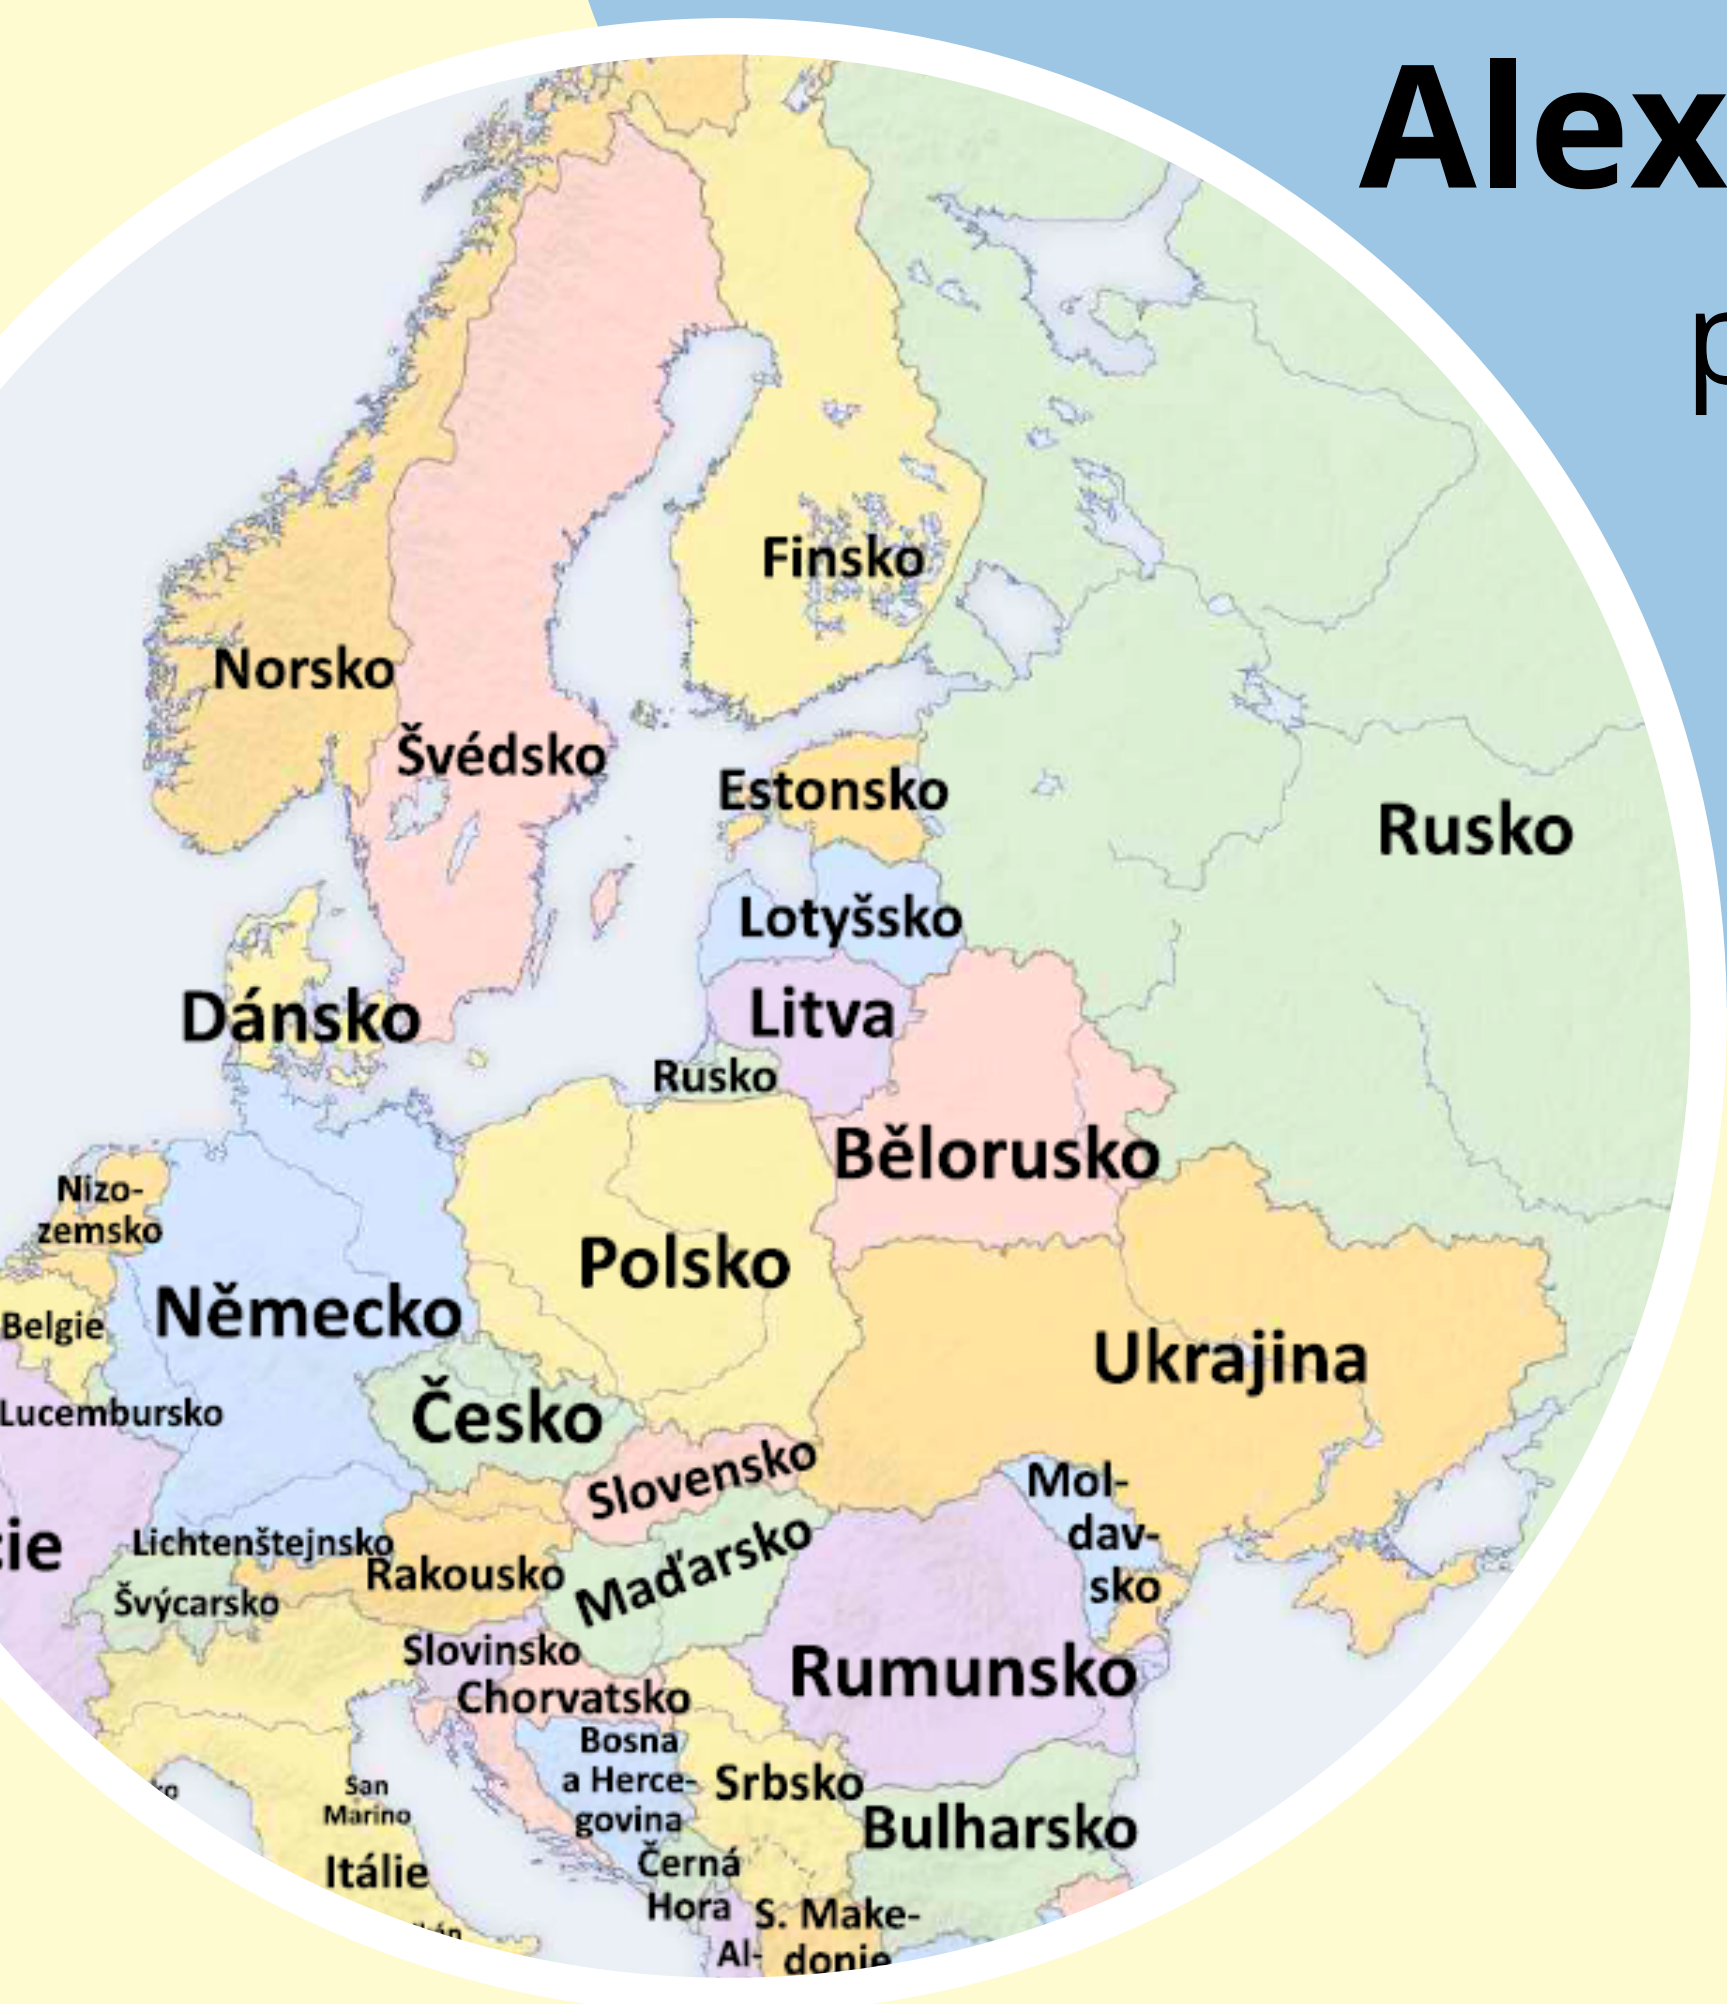 Alex
p
Finsko
Norsko
Švédsko
Estonsko
Rusko
Lotyšsko
Dánsko
Litva
Rusko
Bělorusko
Nizo-
zemsko
Polsko
Německo
Belgie
Ukrajina
Lucembursko
Česko
Slovensko
Mol-
dav-
sko
cie
Lichtenštejnsko
Maďarsko
Rakousko
Švýcarsko
Slovinsko
Rumunsko
Chorvatsko
Bosna
a Herce-
govina
Srbsko
San
Marino
Bulharsko
Itálie
Černá
Hora
S. Make-
donie
Al-